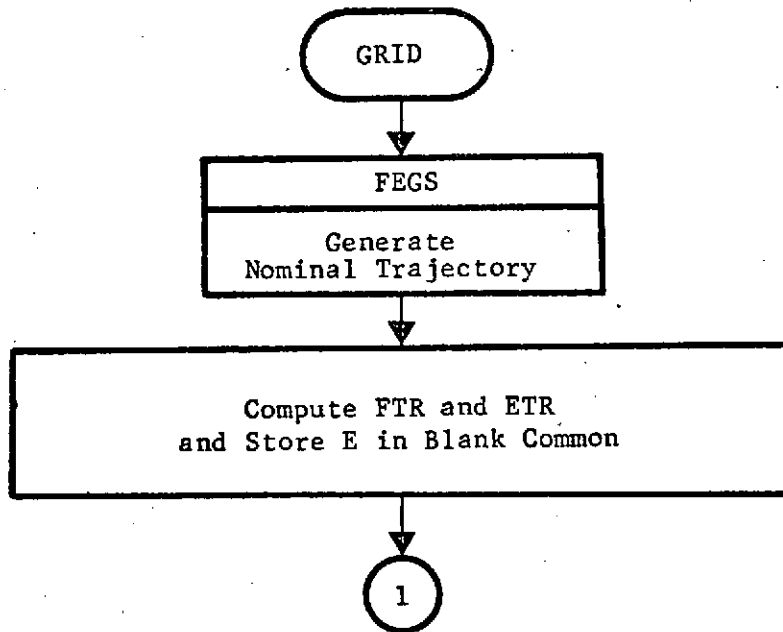 GRID
FEGS
Generate
Nominal Trajectory
Compute FTR and ETR
and Store E in Blank Common
1